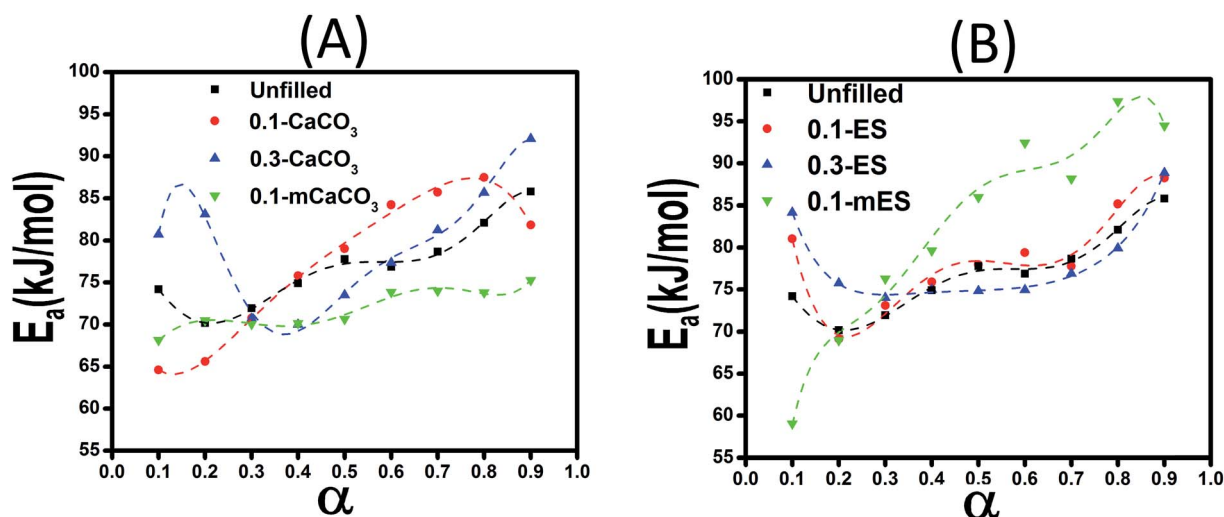 (A)
Unfilled
0.1-CaCO3
0.3-CaCO3
0.1-mCaCO3
Ea(kJ/mol)
100
95
90
85
80
75
70
65
60
55
0.0 0.1 0.2 0.3 0.4 0.5 0.6 0.7 0.8 0.9 1.0
α
(B)
Unfilled
0.1-ES
0.3-ES
0.1-mES
Ea(kJ/mol)
100
95
90
85
80
75
70
65
60
55
0.0 0.1 0.2 0.3 0.4 0.5 0.6 0.7 0.8 0.9 1.0
α